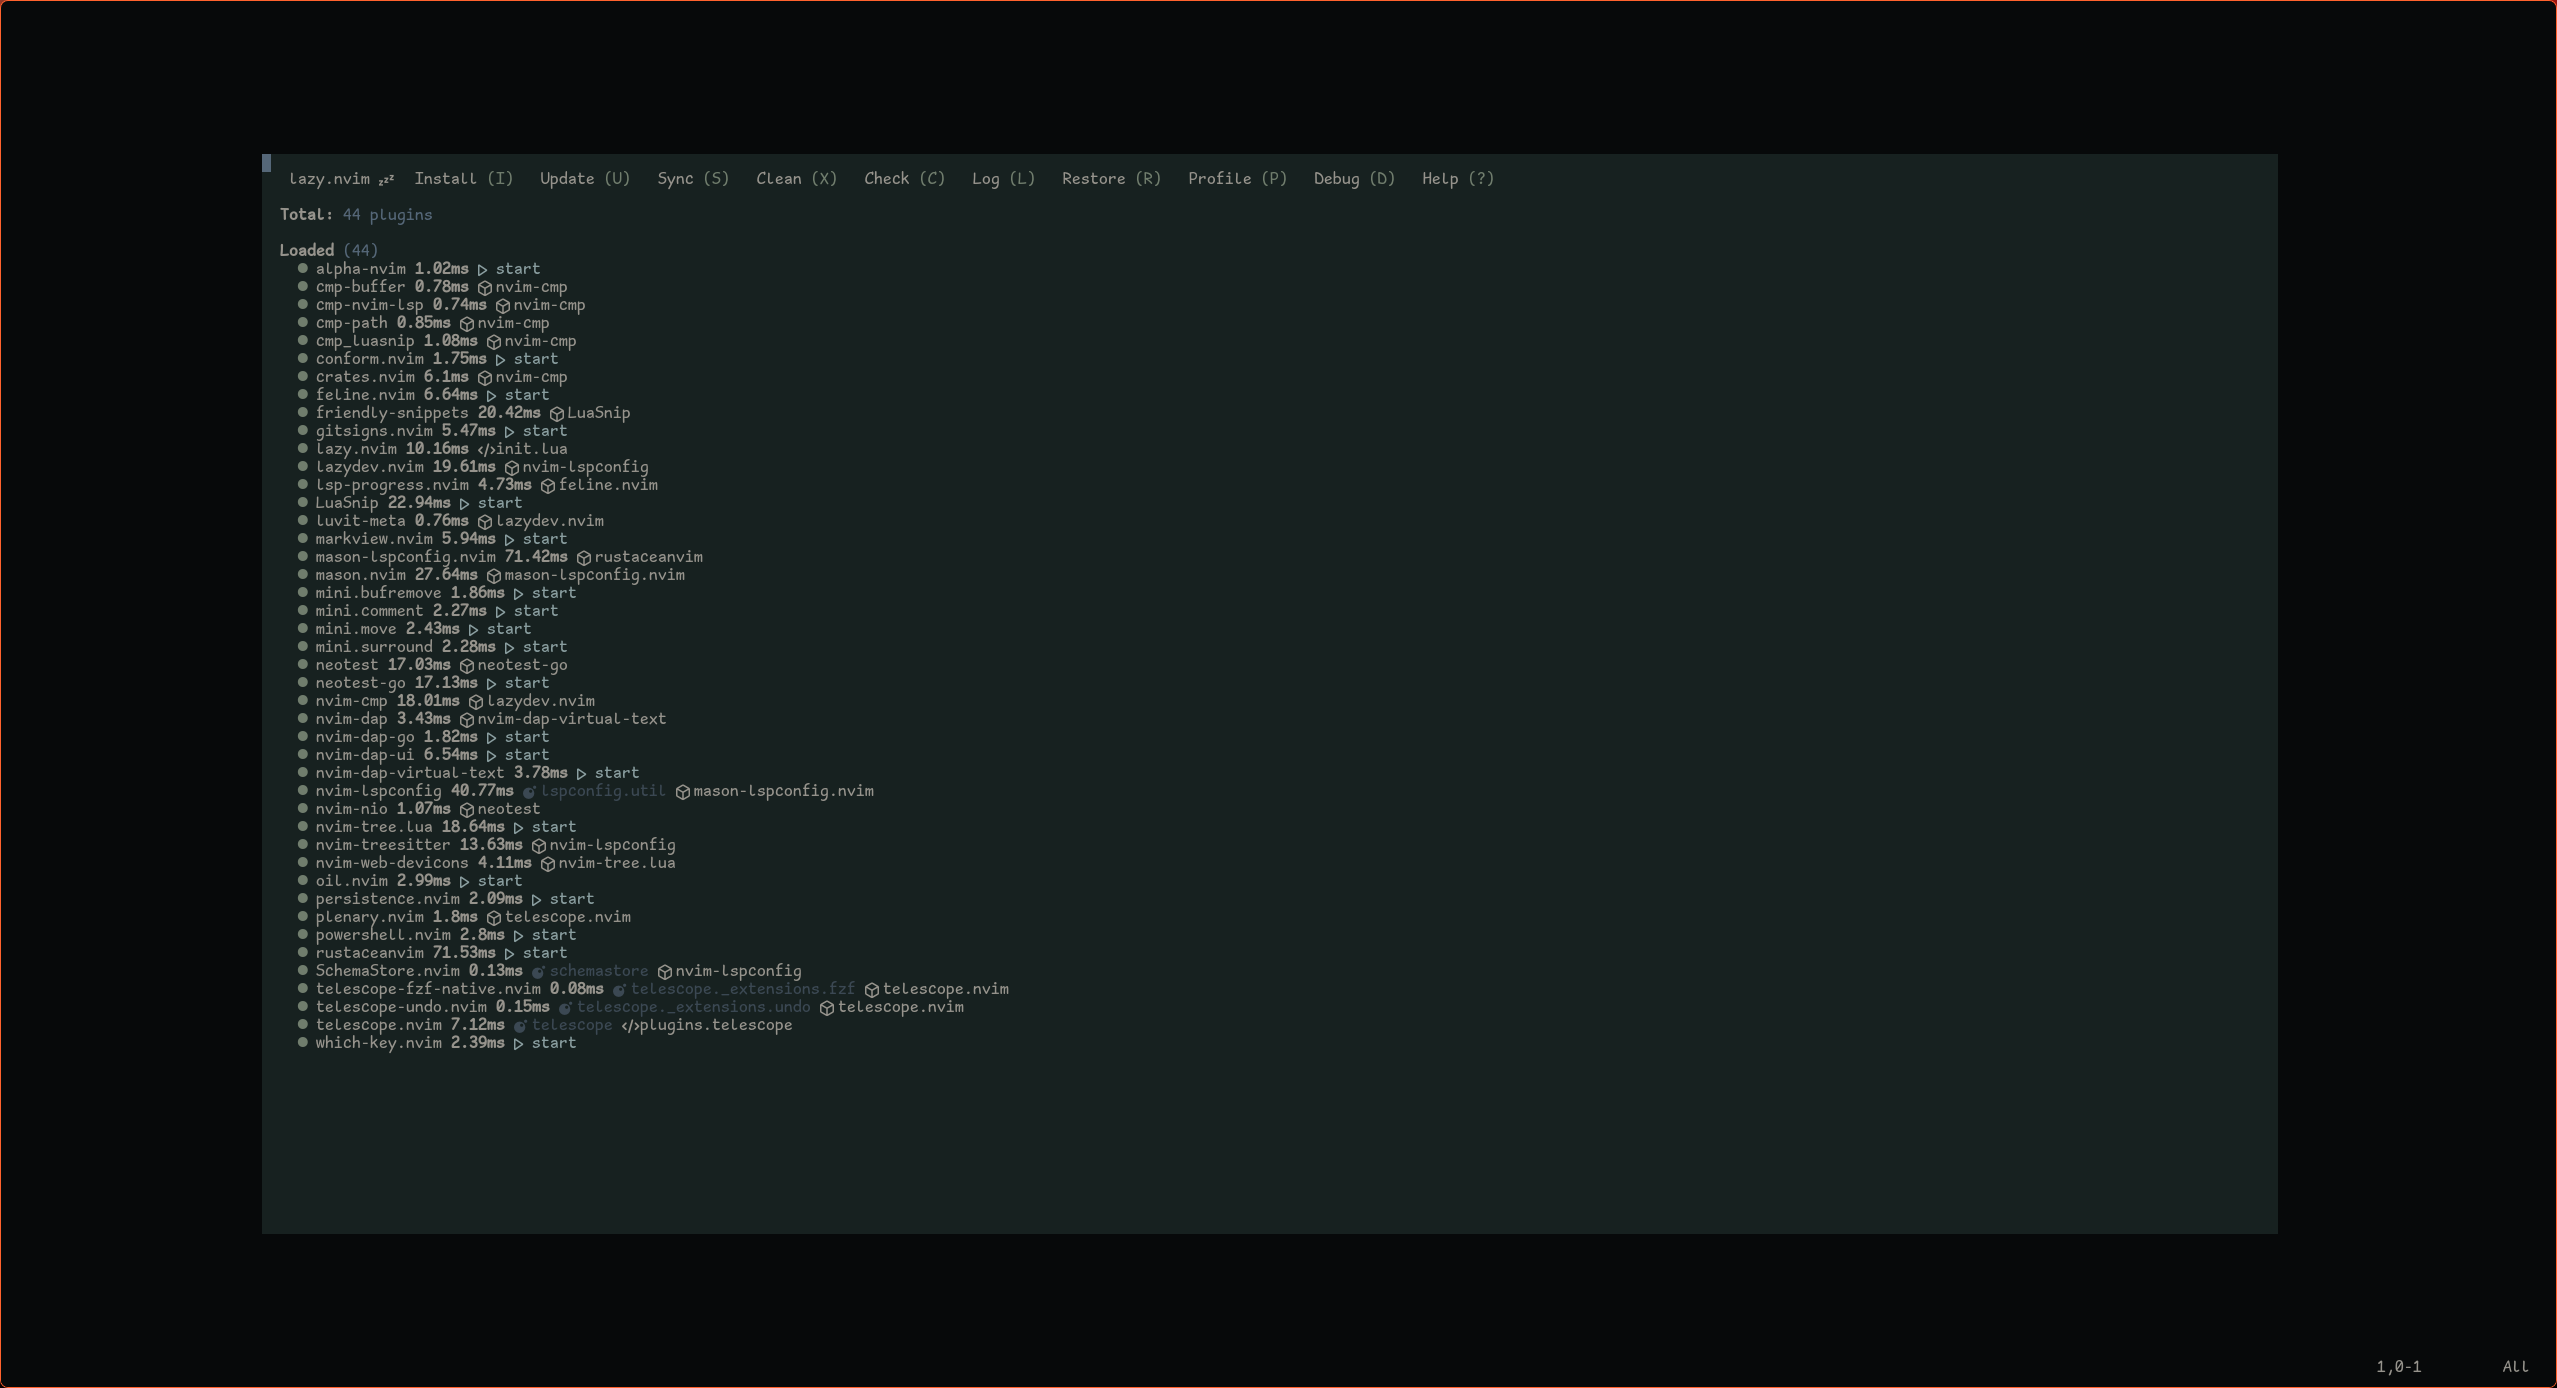 lazy.nvim zzz Install (I) Update (U) Sync (S) Clean (X) Check (C) Log (L) Restore (R) Profile (P) Debug (D) Help (?)
Total: 44 plugins
Loaded (44)
● alpha-nvim 1.02ms ▷ start
● cmp-buffer 0.78ms nvim-cmp
● cmp-nvim-lsp 0.74ms nvim-cmp
● cmp-path 0.85ms nvim-cmp
● cmp_luasnip 1.08ms nvim-cmp
● conform.nvim 1.75ms ▷ start
● crates.nvim 6.1ms nvim-cmp
● feline.nvim 6.64ms ▷ start
● friendly-snippets 20.42ms LuaSnip
● gitsigns.nvim 5.47ms ▷ start
● lazy.nvim 10.16ms </>init.lua
● lazydev.nvim 19.61ms nvim-lspconfig
● lsp-progress.nvim 4.73ms feline.nvim
● LuaSnip 22.94ms ▷ start
● luvit-meta 0.76ms lazydev.nvim
● markview.nvim 5.94ms ▷ start
● mason-lspconfig.nvim 71.42ms rustaceanvim
● mason.nvim 27.64ms mason-lspconfig.nvim
● mini.bufremove 1.86ms ▷ start
● mini.comment 2.27ms ▷ start
● mini.move 2.43ms ▷ start
● mini.surround 2.28ms ▷ start
● neotest 17.03ms neotest-go
● neotest-go 17.13ms ▷ start
● nvim-cmp 18.01ms lazydev.nvim
● nvim-dap 3.43ms nvim-dap-virtual-text
● nvim-dap-go 1.82ms ▷ start
● nvim-dap-ui 6.54ms ▷ start
● nvim-dap-virtual-text 3.78ms ▷ start
● nvim-lspconfig 40.77ms lspconfig.util mason-lspconfig.nvim
● nvim-nio 1.07ms neotest
● nvim-tree.lua 18.64ms ▷ start
● nvim-treesitter 13.63ms nvim-lspconfig
● nvim-web-devicons 4.11ms nvim-tree.lua
● oil.nvim 2.99ms ▷ start
● persistence.nvim 2.09ms ▷ start
● plenary.nvim 1.8ms telescope.nvim
● powershell.nvim 2.8ms ▷ start
● rustaceanvim 71.53ms ▷ start
● SchemaStore.nvim 0.13ms schemastore nvim-lspconfig
● telescope-fzf-native.nvim 0.08ms telescope._extensions.fzf telescope.nvim
● telescope-undo.nvim 0.15ms telescope._extensions.undo telescope.nvim
● telescope.nvim 7.12ms telescope </>plugins.telescope
● which-key.nvim 2.39ms ▷ start
1,0-1 All